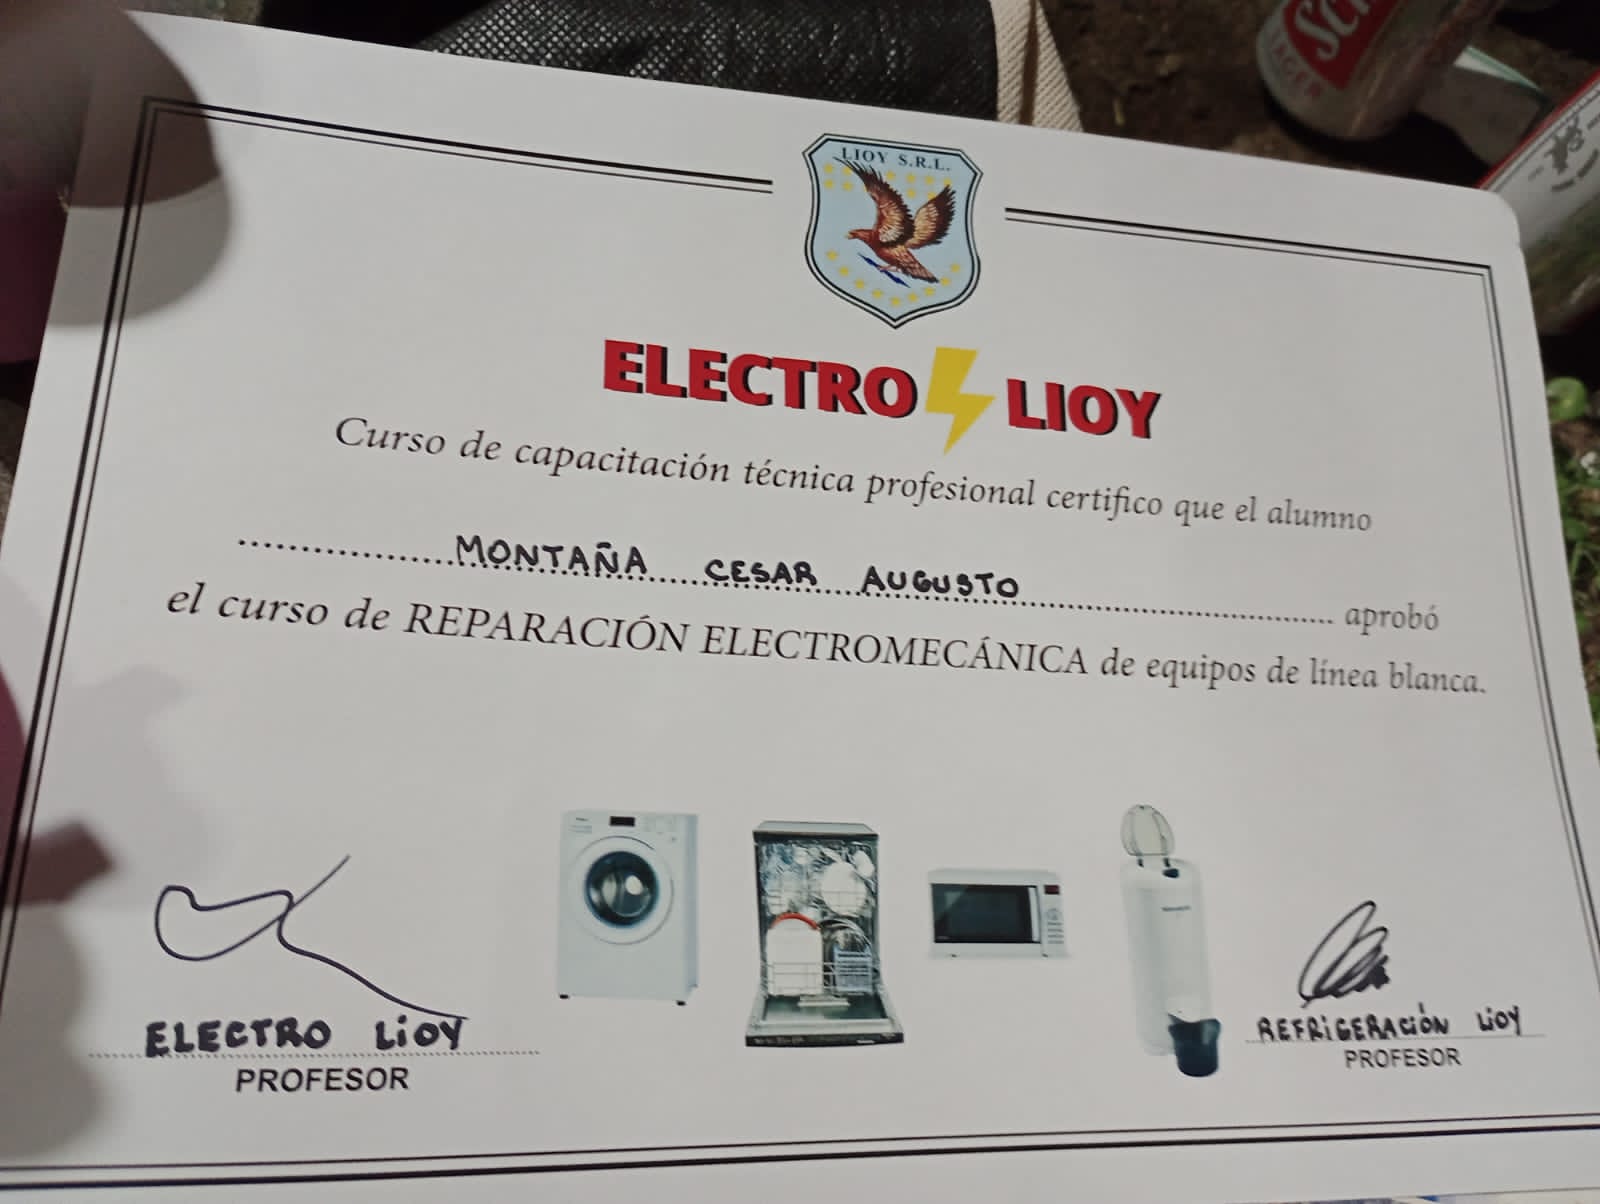 LIOY S.R.L.
ELECTRO LIOY
Curso de capacitación técnica profesional certifico que el alumno
MONTAÑA CESAR AUGUSTO aprobó
el curso de REPARACIÓN ELECTROMECÁNICA de equipos de línea blanca.
ELECTRO LiOY
PROFESOR
REFRiGERACIÓN LiOY
PROFESOR